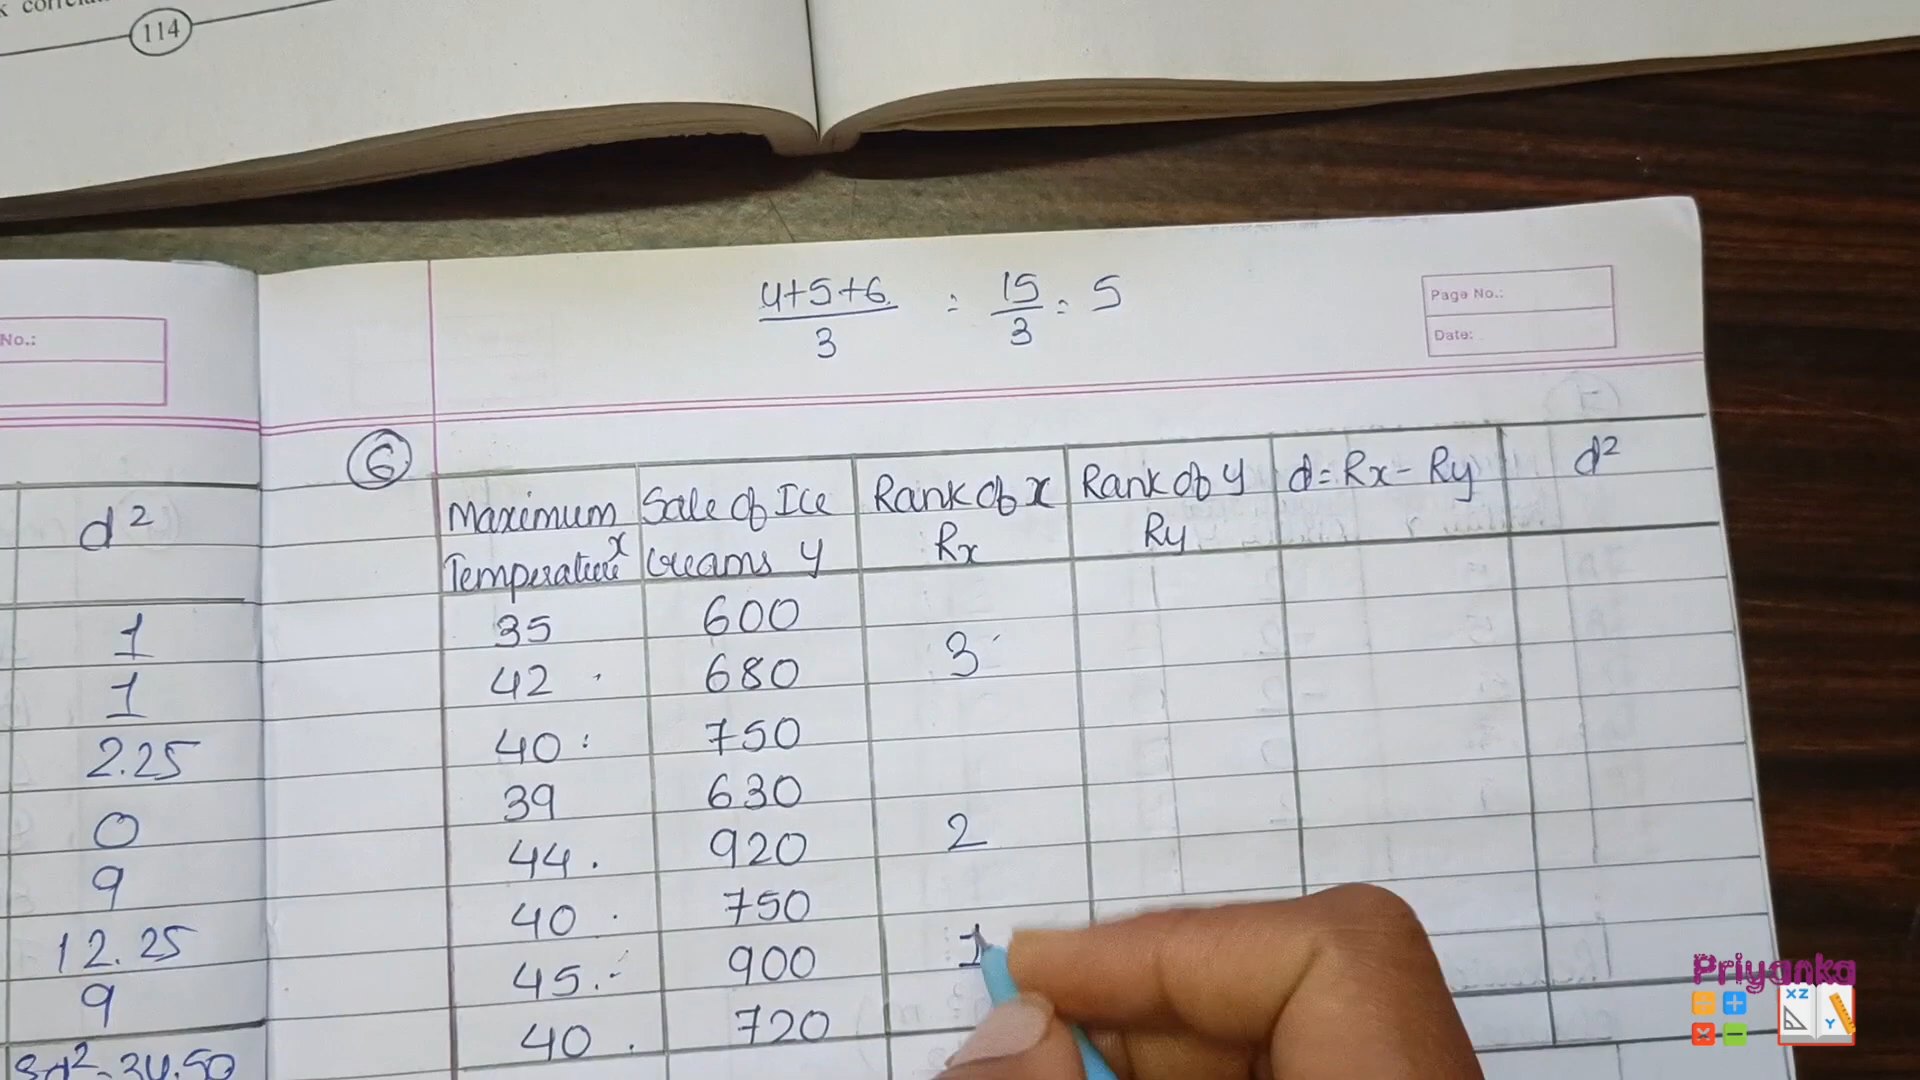 114
4+5+6 = 15 = 5
3 3
Page No.:
Date:
No.:
6
Maximum Temperature x
Sale of Ice Creams y
Rank of x Rx
Rank of y Ry
d = Rx - Ry
d²
35 600
42 680 3
40 750
39 630
44 920 2
40 750
45 900 1
40 720
d²
1
1
2.25
0
9
12.25
9
34.50
Priyanka
XZ
Y